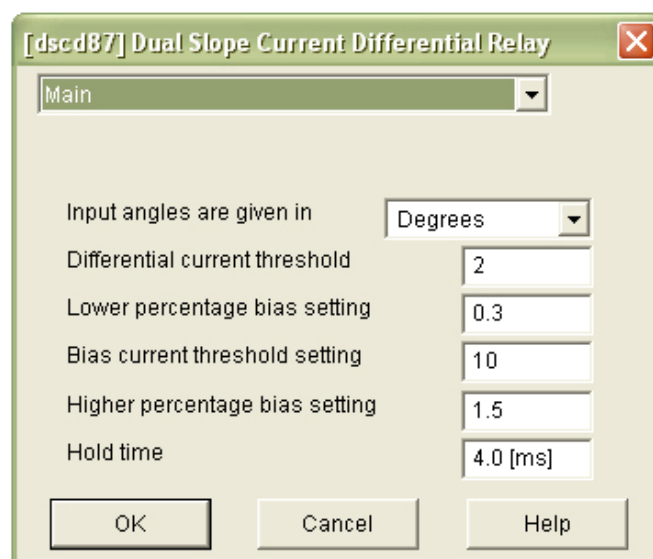 [dscd87] Dual Slope Current Differential Relay
Main
Input angles are given in Degrees
Differential current threshold 2
Lower percentage bias setting 0.3
Bias current threshold setting 10
Higher percentage bias setting 1.5
Hold time 4.0 [ms]
OK Cancel Help